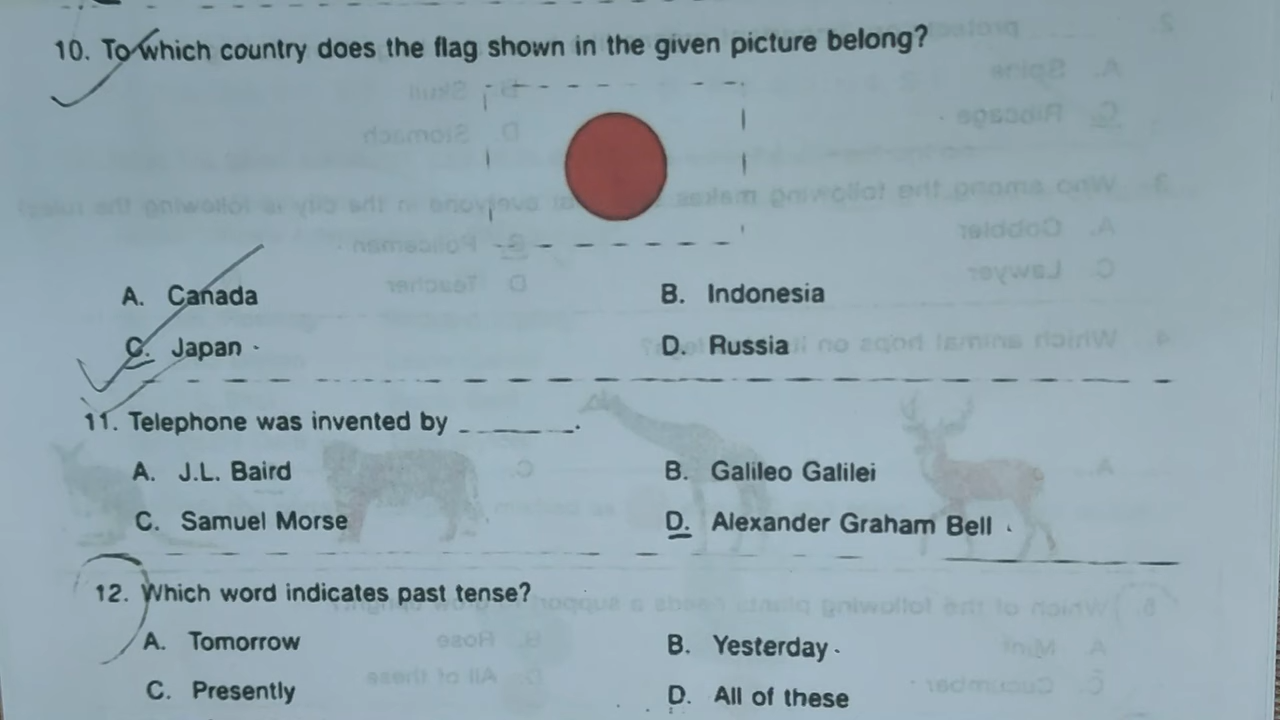 10. To which country does the flag shown in the given picture belong?
A. Canada
B. Indonesia
C. Japan
D. Russia
11. Telephone was invented by ________.
A. J.L. Baird
B. Galileo Galilei
C. Samuel Morse
D. Alexander Graham Bell
12. Which word indicates past tense?
A. Tomorrow
B. Yesterday
C. Presently
D. All of these